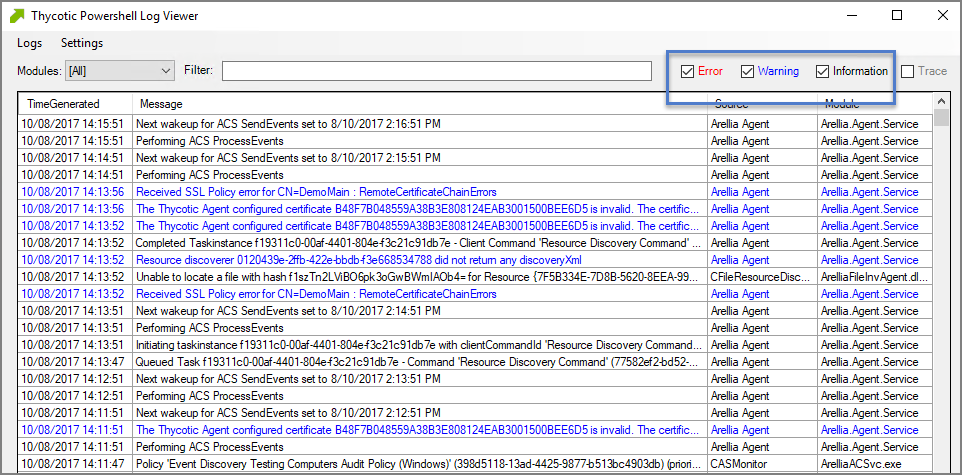 Thycotic Powershell Log Viewer
Logs Settings
Modules: [All] Filter: Error Warning Information Trace
TimeGenerated Message Source Module
10/08/2017 14:15:51 Next wakeup for ACS SendEvents set to 8/10/2017 2:16:51 PM Arellia Agent Arellia.Agent.Service
10/08/2017 14:15:51 Performing ACS ProcessEvents Arellia Agent Arellia.Agent.Service
10/08/2017 14:14:51 Next wakeup for ACS SendEvents set to 8/10/2017 2:15:51 PM Arellia Agent Arellia.Agent.Service
10/08/2017 14:14:51 Performing ACS ProcessEvents Arellia Agent Arellia.Agent.Service
10/08/2017 14:13:56 Received SSL Policy error for CN=DemoMain : RemoteCertificateChainErrors Arellia Agent Arellia.Agent.Service
10/08/2017 14:13:56 The Thycotic Agent configured certificate B48F7B048559A38B3E808124EAB3001500BEE6D5 is invalid. The certific... Arellia Agent Arellia.Agent.Service
10/08/2017 14:13:52 The Thycotic Agent configured certificate B48F7B048559A38B3E808124EAB3001500BEE6D5 is invalid. The certific... Arellia Agent Arellia.Agent.Service
10/08/2017 14:13:52 Completed Taskinstance f19311c0-00af-4401-804e-f3c21c91db7e - Client Command 'Resource Discovery Command' ... Arellia Agent Arellia.Agent.Service
10/08/2017 14:13:52 Resource discoverer 0120439e-2ffb-422e-bbdb-f3e668534788 did not return any discoveryXml Arellia Agent Arellia.Agent.Service
10/08/2017 14:13:52 Unable to locate a file with hash f1szTn2LViBO6pk3oGwBWmIAOb4= for Resource {7F5B334E-7D8B-5620-8EEA-99... CFileResourceDisc... ArelliaFileInvAgent.dl...
10/08/2017 14:13:52 Received SSL Policy error for CN=DemoMain : RemoteCertificateChainErrors Arellia Agent Arellia.Agent.Service
10/08/2017 14:13:51 Next wakeup for ACS SendEvents set to 8/10/2017 2:14:51 PM Arellia Agent Arellia.Agent.Service
10/08/2017 14:13:51 Performing ACS ProcessEvents Arellia Agent Arellia.Agent.Service
10/08/2017 14:13:51 Initiating taskinstance f19311c0-00af-4401-804e-f3c21c91db7e with clientCommandId 'Resource Discovery Comman... Arellia Agent Arellia.Agent.Service
10/08/2017 14:13:47 Queued Task f19311c0-00af-4401-804e-f3c21c91db7e - Command 'Resource Discovery Command' (77582ef2-bd52-... Arellia Agent Arellia.Agent.Service
10/08/2017 14:12:51 Next wakeup for ACS SendEvents set to 8/10/2017 2:13:51 PM Arellia Agent Arellia.Agent.Service
10/08/2017 14:12:51 Performing ACS ProcessEvents Arellia Agent Arellia.Agent.Service
10/08/2017 14:11:51 Next wakeup for ACS SendEvents set to 8/10/2017 2:12:51 PM Arellia Agent Arellia.Agent.Service
10/08/2017 14:11:51 The Thycotic Agent configured certificate B48F7B048559A38B3E808124EAB3001500BEE6D5 is invalid. The certific... Arellia Agent Arellia.Agent.Service
10/08/2017 14:11:51 Performing ACS ProcessEvents Arellia Agent Arellia.Agent.Service
10/08/2017 14:11:47 Policy 'Event Discovery Testing Computers Audit Policy (Windows)' (398d5118-13ad-4425-9877-b513bc4903db) (priori... CASMonitor ArelliaACSvc.exe